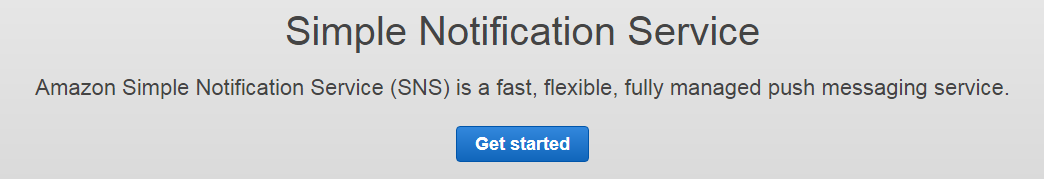 Simple Notification Service
Amazon Simple Notification Service (SNS) is a fast, flexible, fully managed push messaging service.
Get started